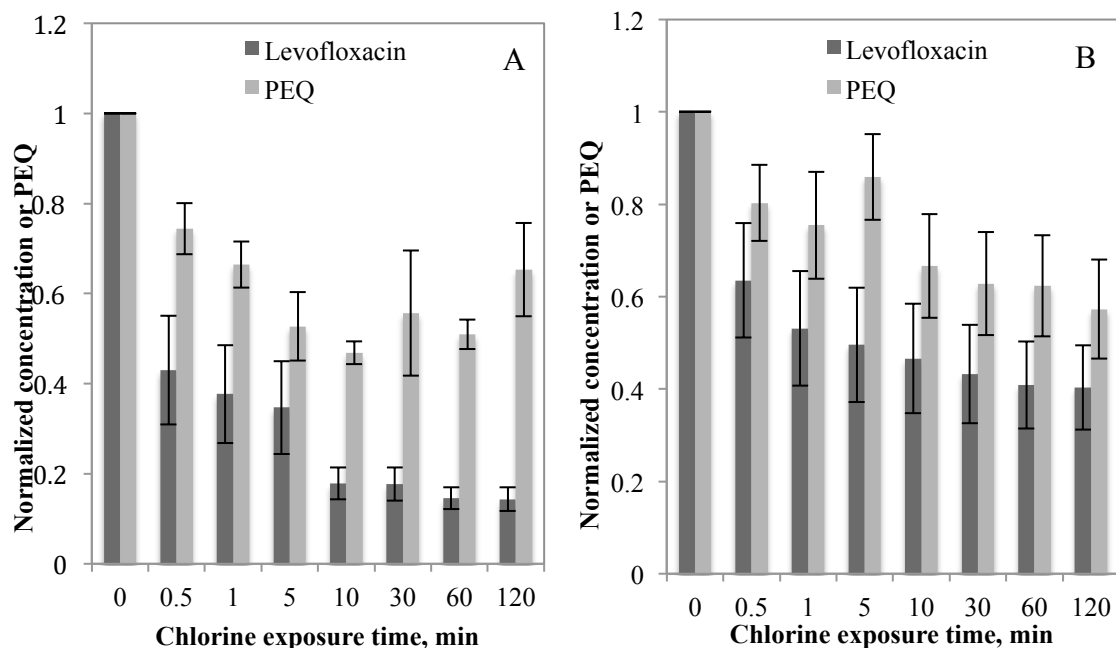 1.2
1
0.8
0.6
0.4
0.2
0
Normalized concentration or PEQ
Levofloxacin
PEQ
A
0 0.5 1 5 10 30 60 120
Chlorine exposure time, min
1.2
1
0.8
0.6
0.4
0.2
0
Normalized concentration or PEQ
Levofloxacin
PEQ
B
0 0.5 1 5 10 30 60 120
Chlorine exposure time, min